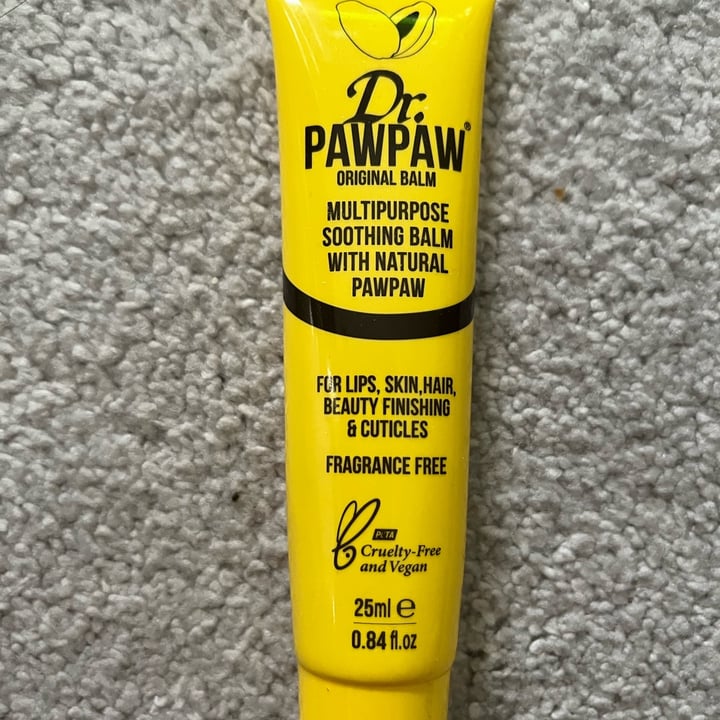 Dr.
PAWPAW®
ORIGINAL BALM
MULTIPURPOSE
SOOTHING BALM
WITH NATURAL
PAWPAW
FOR LIPS, SKIN,HAIR,
BEAUTY FINISHING
& CUTICLES
FRAGRANCE FREE
PETA
Cruelty-Free
and Vegan
25ml ℮
0.84 fl.oz